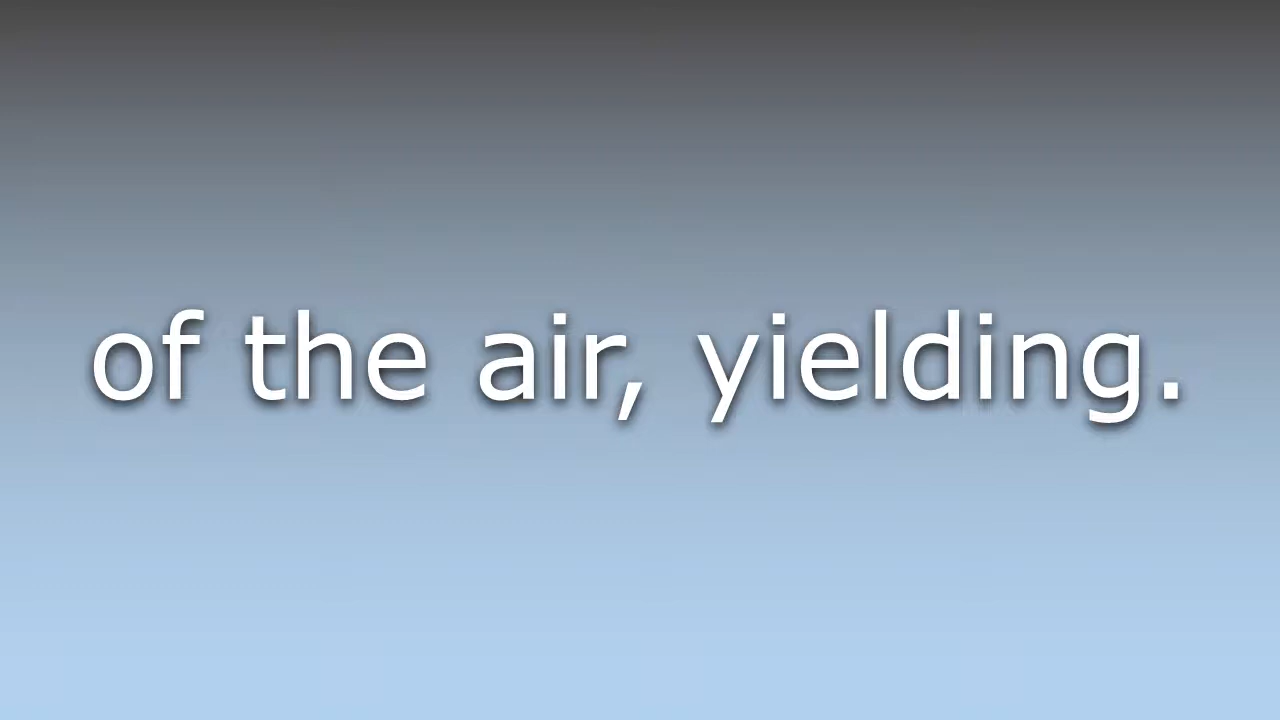 of the air, yielding.